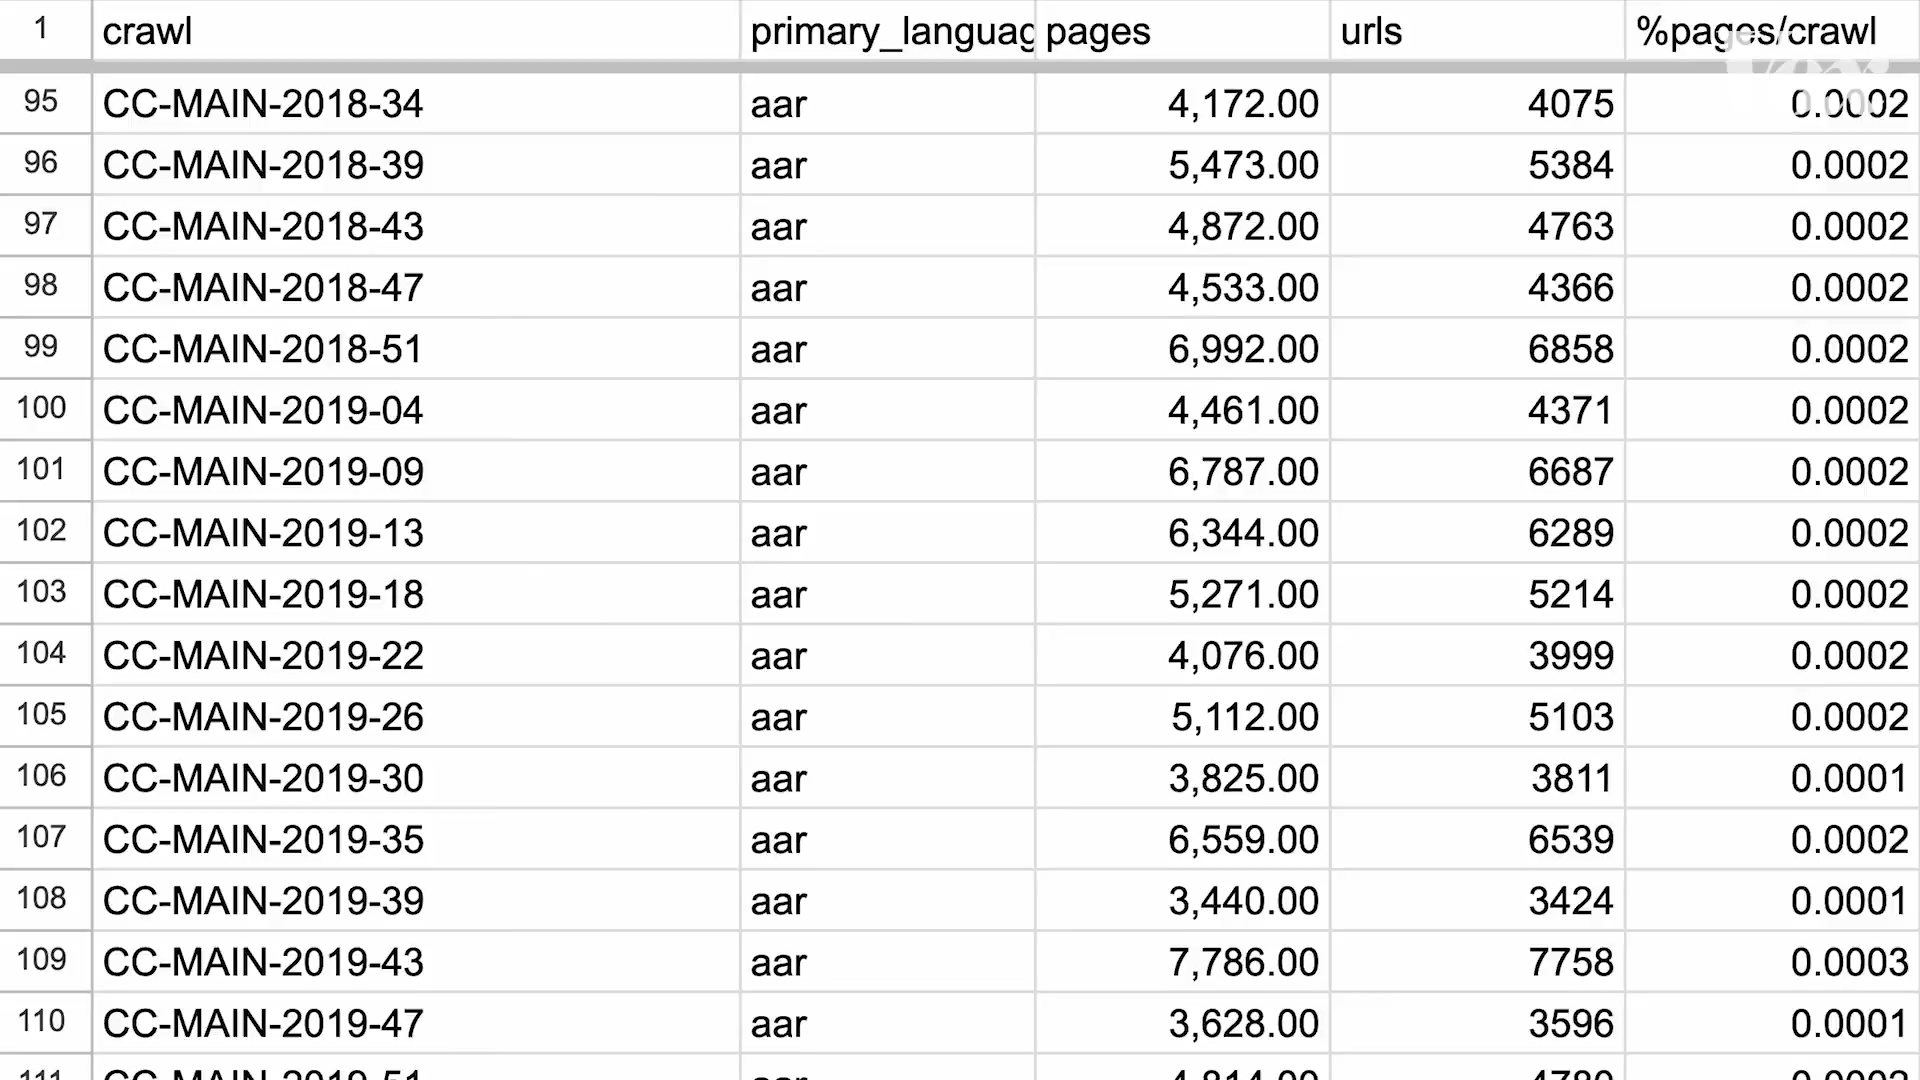 1 crawl primary_languag pages urls %pages/crawl
Vox
95 CC-MAIN-2018-34 aar 4,172.00 4075 0.0002
96 CC-MAIN-2018-39 aar 5,473.00 5384 0.0002
97 CC-MAIN-2018-43 aar 4,872.00 4763 0.0002
98 CC-MAIN-2018-47 aar 4,533.00 4366 0.0002
99 CC-MAIN-2018-51 aar 6,992.00 6858 0.0002
100 CC-MAIN-2019-04 aar 4,461.00 4371 0.0002
101 CC-MAIN-2019-09 aar 6,787.00 6687 0.0002
102 CC-MAIN-2019-13 aar 6,344.00 6289 0.0002
103 CC-MAIN-2019-18 aar 5,271.00 5214 0.0002
104 CC-MAIN-2019-22 aar 4,076.00 3999 0.0002
105 CC-MAIN-2019-26 aar 5,112.00 5103 0.0002
106 CC-MAIN-2019-30 aar 3,825.00 3811 0.0001
107 CC-MAIN-2019-35 aar 6,559.00 6539 0.0002
108 CC-MAIN-2019-39 aar 3,440.00 3424 0.0001
109 CC-MAIN-2019-43 aar 7,786.00 7758 0.0003
110 CC-MAIN-2019-47 aar 3,628.00 3596 0.0001
111 CC-MAIN-2019-51 aar